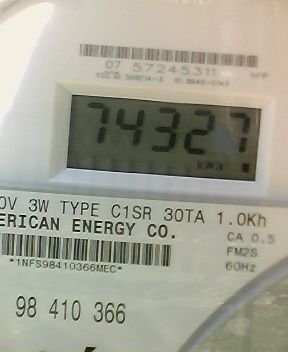 07 57245311
74327
0V 3W TYPE C1SR 30TA 1.0Kh
ERICAN ENERGY CO.
CA 0.5
FM2S
*1NFS98410366MEC*
60Hz
98 410 366